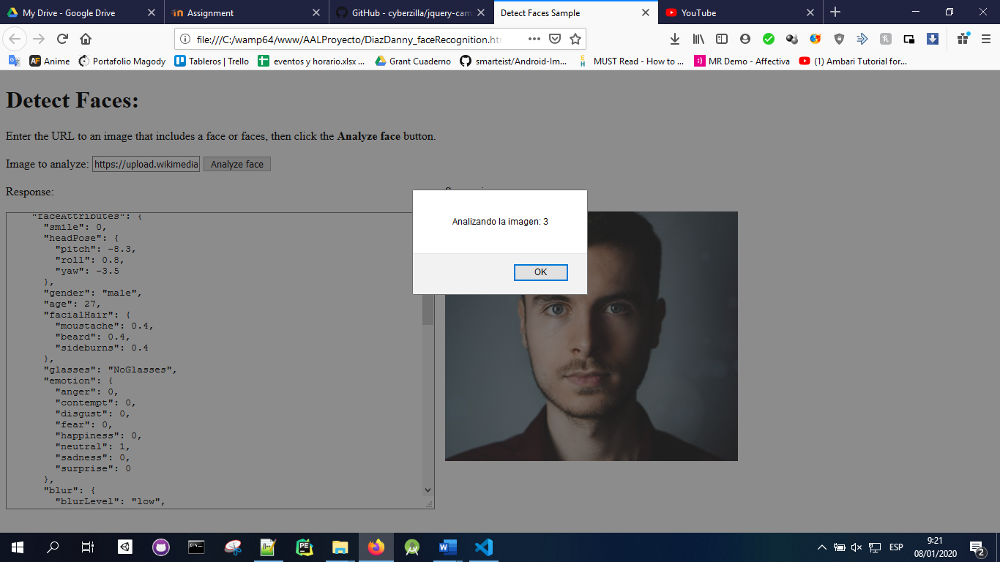 My Drive - Google Drive
Assignment
GitHub - cyberzilla/jquery-cam
Detect Faces Sample
YouTube
file:///C:/wamp64/www/AALProyecto/DiazDanny_faceRecognition.htm
AF Anime
Portafolio Magody
Tableros | Trello
eventos y horario.xlsx ...
Grant Cuaderno
smarteist/Android-Im...
E H MUST Read - How to ...
MR Demo - Affectiva
(1) Ambari Tutorial for...
Detect Faces:
Enter the URL to an image that includes a face or faces, then click the Analyze face button.
Image to analyze: https://upload.wikimedia Analyze face
Response:
Analizando la imagen: 3
OK
"faceAttributes": {
"smile": 0,
"headPose": {
"pitch": -8.3,
"roll": 0.8,
"yaw": -3.5
},
"gender": "male",
"age": 27,
"facialHair": {
"moustache": 0.4,
"beard": 0.4,
"sideburns": 0.4
},
"glasses": "NoGlasses",
"emotion": {
"anger": 0,
"contempt": 0,
"disgust": 0,
"fear": 0,
"happiness": 0,
"neutral": 1,
"sadness": 0,
"surprise": 0
},
"blur": {
"blurLevel": "low",
ESP
9:21
08/01/2020
2